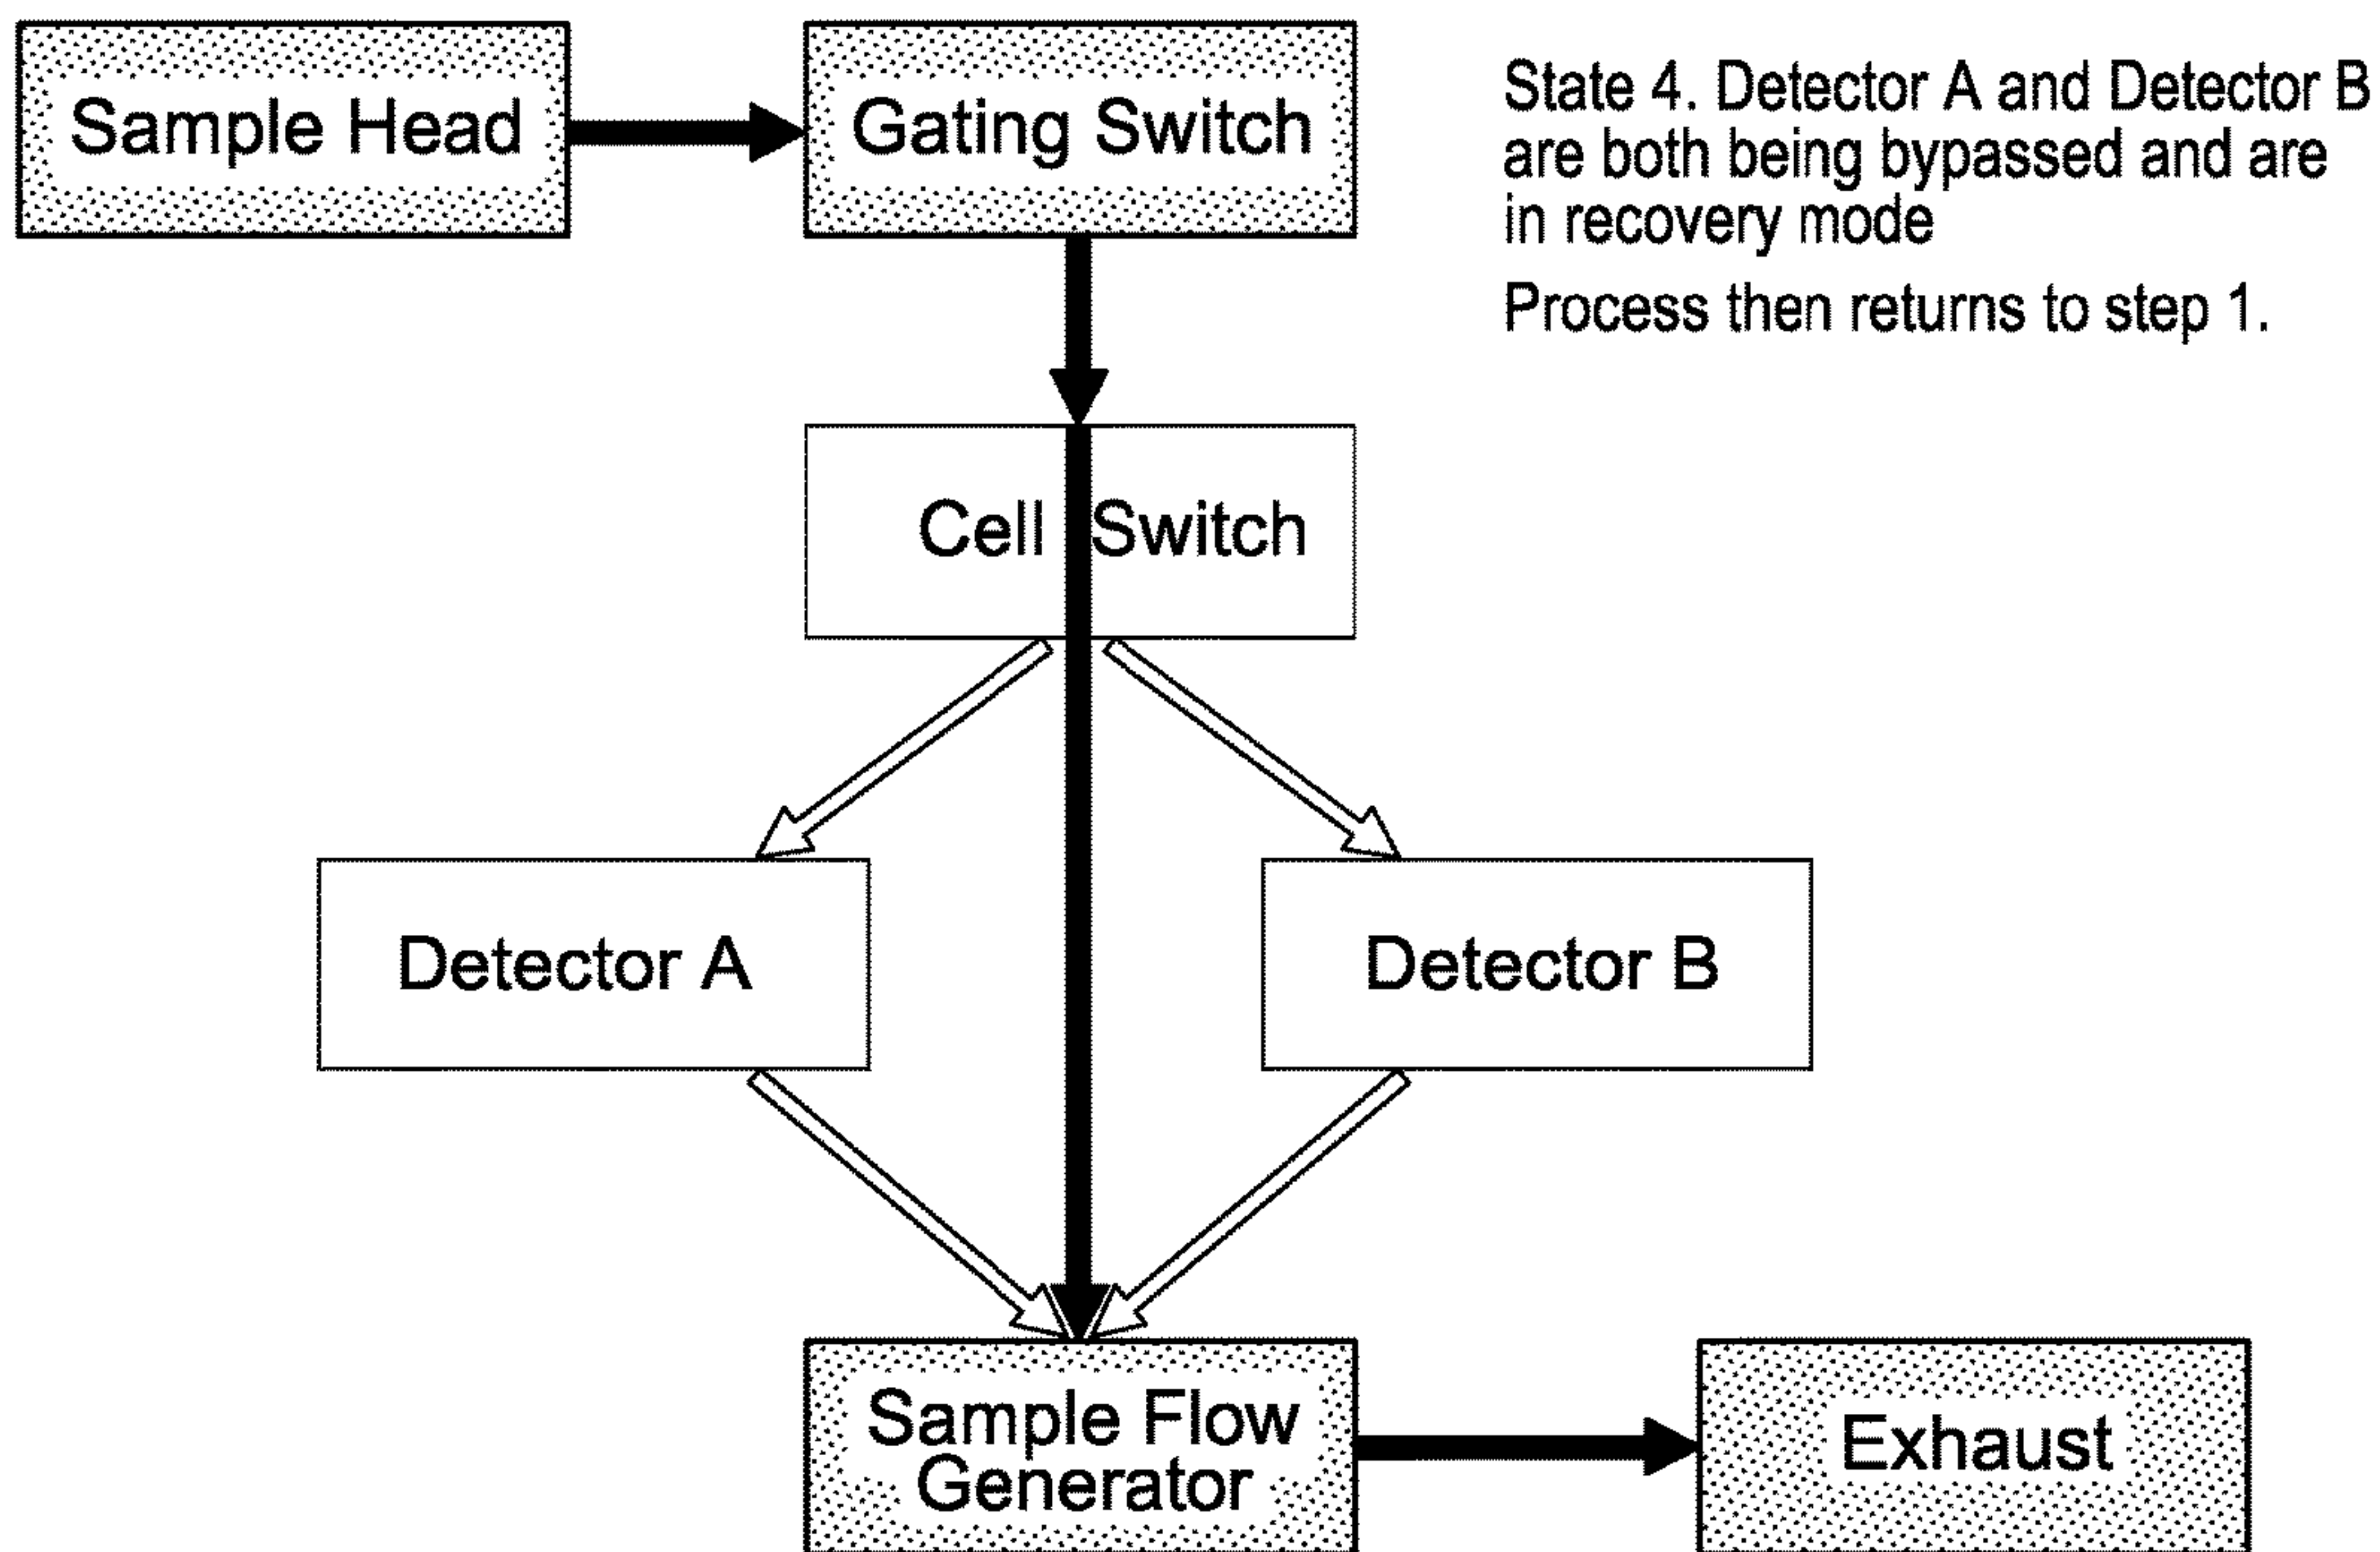 Sample Head
Gating Switch
State 4. Detector A and Detector B
are both being bypassed and are
in recovery mode
Process then returns to step 1.
Cell Switch
Detector A
Detector B
Sample Flow
Generator
Exhaust